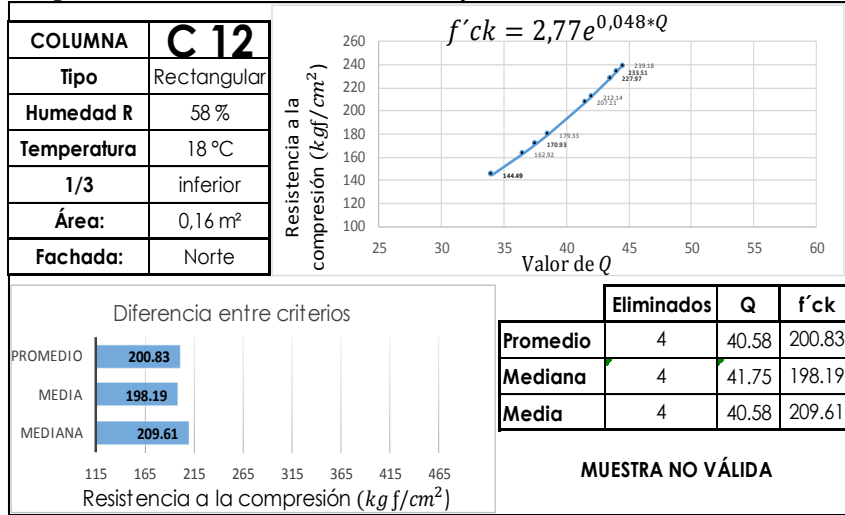 COLUMNA C 12
Tipo Rectangular
Humedad R 58 %
Temperatura 18 ºC
1/3 inferior
Área: 0,16 m²
Fachada: Norte
f´ck = 2,77e^0,048*Q
Resistencia a la
compresión (kgf/cm²)
260
240
220
200
180
160
140
120
100
239.18
233.51
227.97
212.14
207.11
179.33
170.93
162.92
144.49
25 30 35 40 45 50 55 60
Valor de Q
Diferencia entre criterios
PROMEDIO 200.83
MEDIA 198.19
MEDIANA 209.61
115 165 215 265 315 365 415 465
Resistencia a la compresión (kg f/cm²)
Eliminados Q f´ck
Promedio 4 40.58 200.83
Mediana 4 41.75 198.19
Media 4 40.58 209.61
MUESTRA NO VÁLIDA